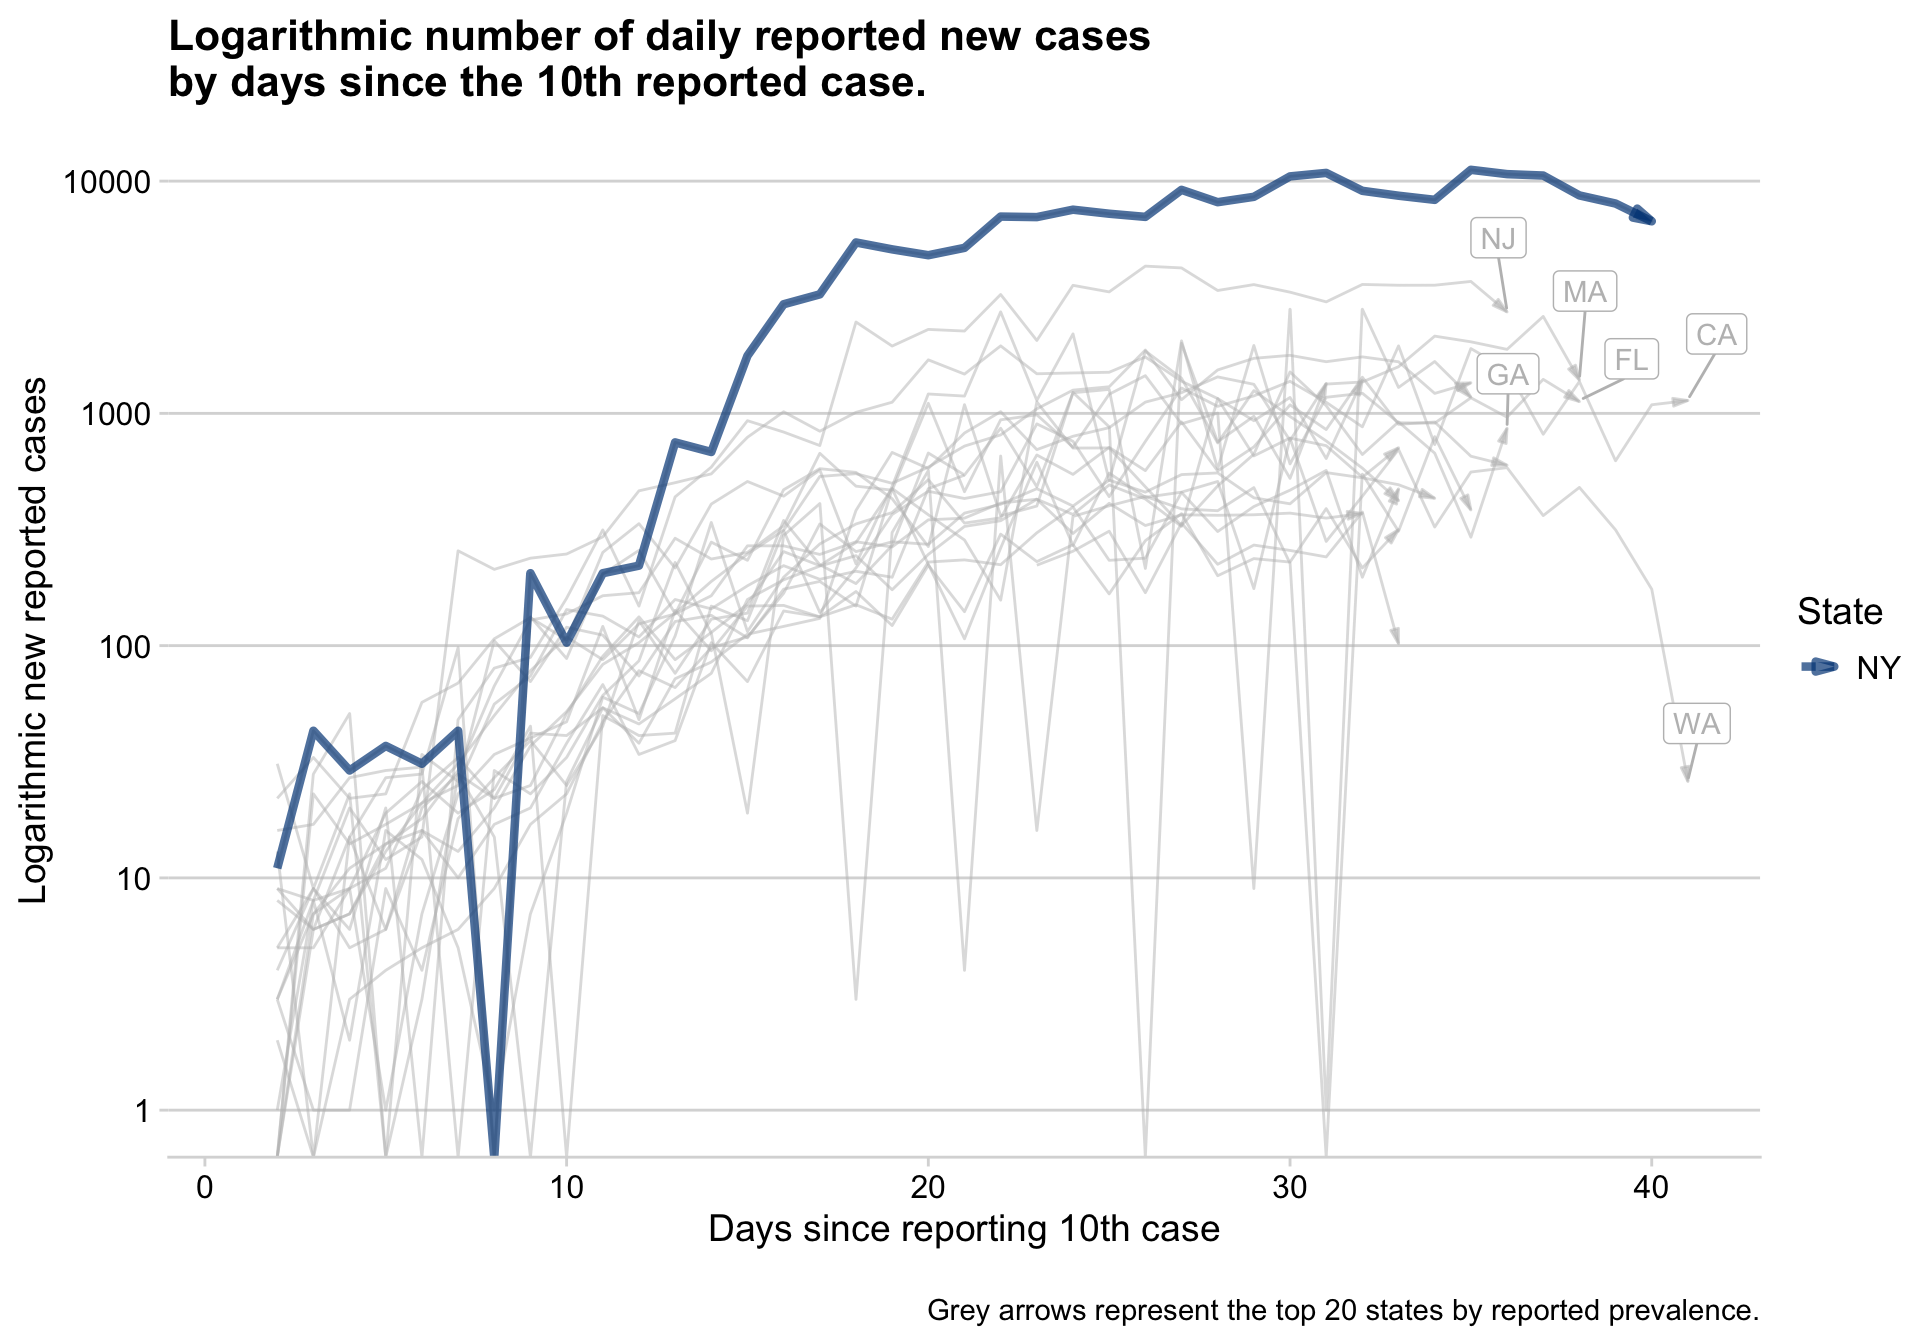 Logarithmic number of daily reported new cases
by days since the 10th reported case.
Logarithmic new reported cases
10000
1000
100
10
1
NJ
MA
CA
FL
GA
WA
State
NY
0
10
20
30
40
Days since reporting 10th case
Grey arrows represent the top 20 states by reported prevalence.